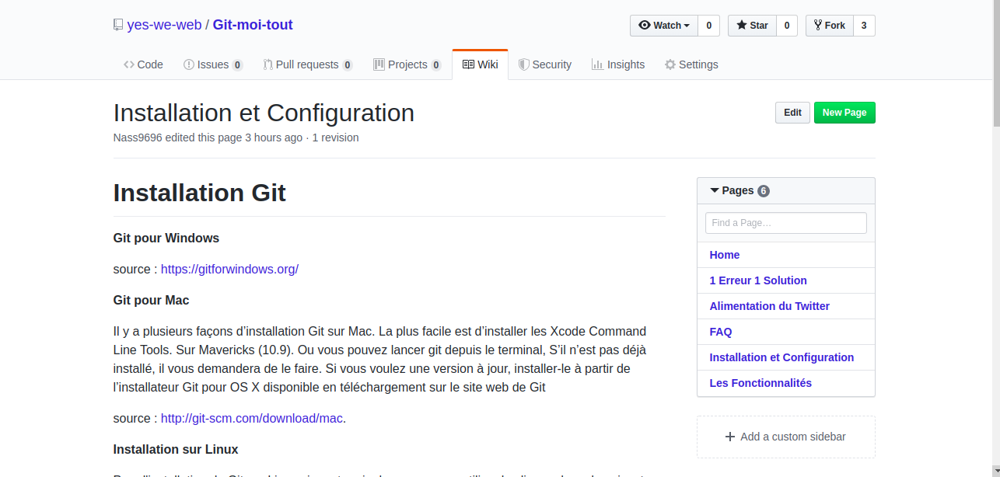 yes-we-web / Git-moi-tout
Watch 0 Star 0 Fork 3
Code Issues 0 Pull requests 0 Projects 0 Wiki Security Insights Settings
Installation et Configuration
Edit New Page
Nass9696 edited this page 3 hours ago · 1 revision
Installation Git
Git pour Windows
source : https://gitforwindows.org/
Git pour Mac
Il y a plusieurs façons d’installation Git sur Mac. La plus facile est d’installer les Xcode Command
Line Tools. Sur Mavericks (10.9). Ou vous pouvez lancer git depuis le terminal, S’il n’est pas déjà
installé, il vous demandera de le faire. Si vous voulez une version à jour, installer-le à partir de
l’installateur Git pour OS X disponible en téléchargement sur le site web de Git
source : http://git-scm.com/download/mac.
Installation sur Linux
Pages 6
Find a Page…
Home
1 Erreur 1 Solution
Alimentation du Twitter
FAQ
Installation et Configuration
Les Fonctionnalités
Add a custom sidebar